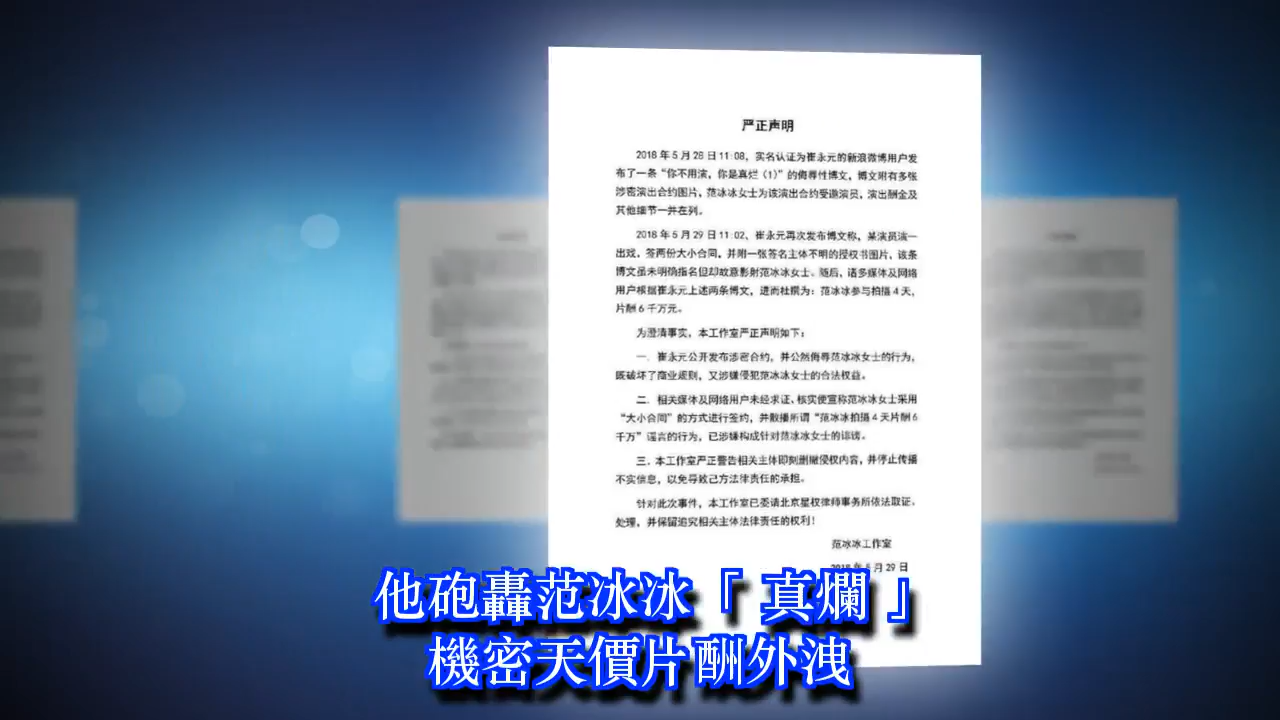 严正声明
2018 年 5 月 28 日 11:08，实名认证为崔永元的新浪微博用户发
布了一条“你不用演，你是真烂（1）”的侮辱性博文，博文附有多张
涉密演出合约图片，范冰冰女士为该演出合约受邀演员，演出酬金及
其他细节一并在列。
2018 年 5 月 29 日 11:02，崔永元再次发布博文称，某演员演一
出戏，签两份大小合同，并附一张签名主体不明的授权书图片，该条
博文虽未明确指名但却故意影射范冰冰女士。随后，诸多媒体及网络
用户根据崔永元上述两条博文，进而杜撰为：范冰冰参与拍摄 4 天，
片酬 6 千万元。
为澄清事实，本工作室严正声明如下：
一．崔永元公开发布涉密合约，并公然侮辱范冰冰女士的行为，
既破坏了商业规则，又涉嫌侵犯范冰冰女士的合法权益。
二．相关媒体及网络用户未经求证、核实便宣称范冰冰女士采用
“大小合同”的方式进行签约，并散播所谓“范冰冰拍摄 4 天片酬 6
千万”谣言的行为，已涉嫌构成针对范冰冰女士的诽谤。
三．本工作室严正警告相关主体即刻删撤侵权内容，并停止传播
不实信息，以免导致己方法律责任的承担。
针对此次事件，本工作室已委请北京星权律师事务所依法取证、
处理，并保留追究相关主体法律责任的权利！
范冰冰工作室
2018 年 5 月 29 日
他砲轟范冰冰「 真爛 」
機密天價片酬外洩